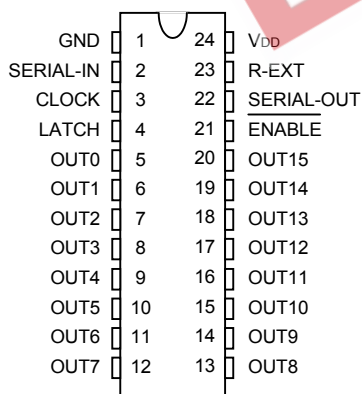 GND 1 24 VDD
SERIAL-IN 2 23 R-EXT
CLOCK 3 22 SERIAL-OUT
LATCH 4 21 ENABLE
OUT0 5 20 OUT15
OUT1 6 19 OUT14
OUT2 7 18 OUT13
OUT3 8 17 OUT12
OUT4 9 16 OUT11
OUT5 10 15 OUT10
OUT6 11 14 OUT9
OUT7 12 13 OUT8